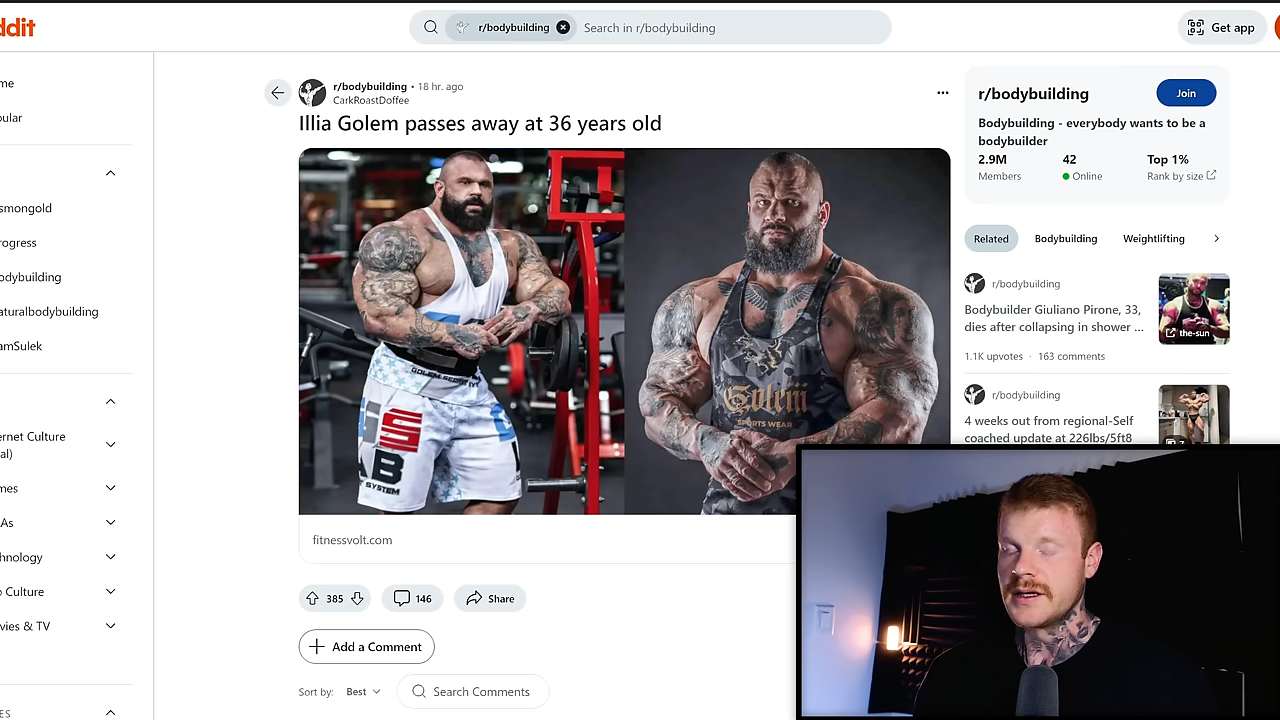 ddit
r/bodybuilding
Search in r/bodybuilding
Get app
me
pular
smongold
rogress
odybuilding
aturalbodybuilding
amSulek
ernet Culture
al)
mes
As
hnology
o Culture
vies & TV
ES
r/bodybuilding • 18 hr. ago
CarkRoastDoffee
Illia Golem passes away at 36 years old
GS
AB
SYSTEM
Golem
SPORTS WEAR
fitnessvolt.com
385
146
Share
Add a Comment
Sort by: Best
Search Comments
r/bodybuilding
Join
Bodybuilding - everybody wants to be a
bodybuilder
2.9M 42 Top 1%
Members Online Rank by size
Related Bodybuilding Weightlifting
r/bodybuilding
Bodybuilder Giuliano Pirone, 33,
dies after collapsing in shower ...
the-sun
1.1K upvotes · 163 comments
r/bodybuilding
4 weeks out from regional-Self
coached update at 226lbs/5ft8
7